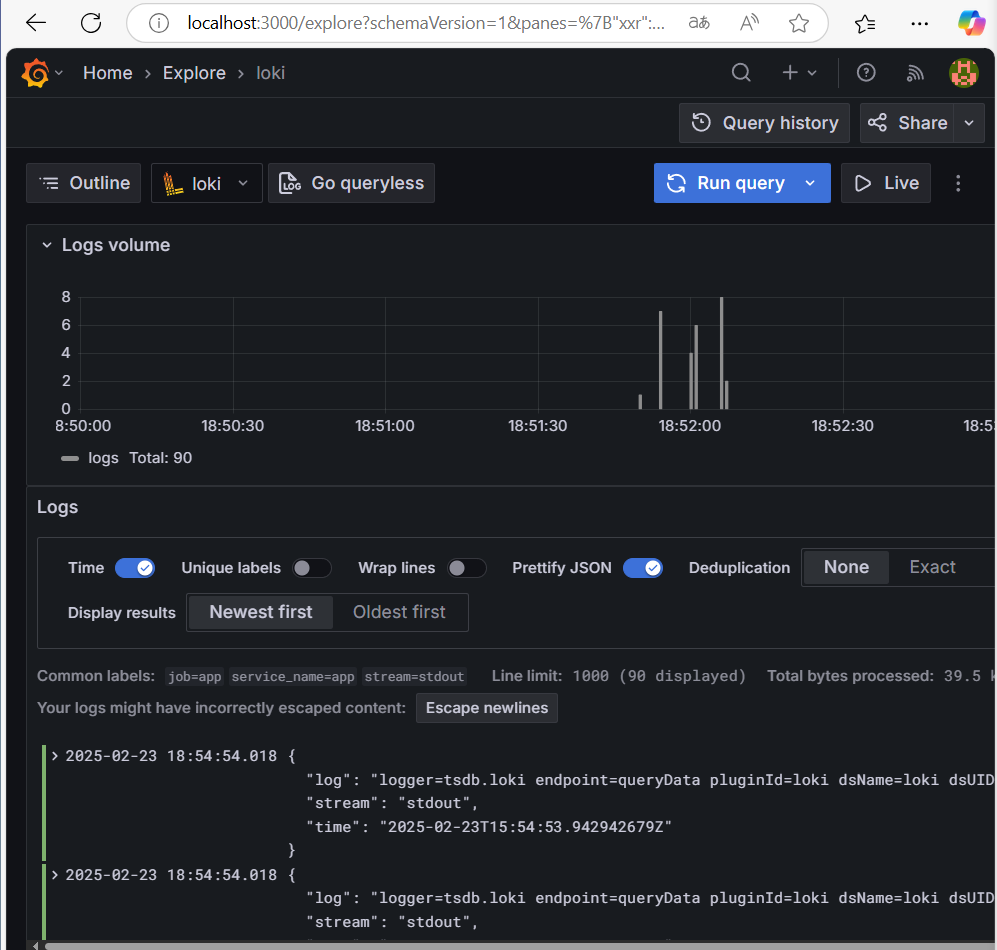 localhost:3000/explore?schemaVersion=1&panes=%7B"xxr":...
Home › Explore › loki
Query history Share
Outline loki Go queryless Run query Live
Logs volume
8
6
4
2
0
8:50:00 18:50:30 18:51:00 18:51:30 18:52:00 18:52:30 18:5
logs Total: 90
Logs
Time Unique labels Wrap lines Prettify JSON Deduplication None Exact
Display results Newest first Oldest first
Common labels: job=app service_name=app stream=stdout Line limit: 1000 (90 displayed) Total bytes processed: 39.5 k
Your logs might have incorrectly escaped content: Escape newlines
2025-02-23 18:54:54.018 {
"log": "logger=tsdb.loki endpoint=queryData pluginId=loki dsName=loki dsUID
"stream": "stdout",
"time": "2025-02-23T15:54:53.942942679Z"
}
2025-02-23 18:54:54.018 {
"log": "logger=tsdb.loki endpoint=queryData pluginId=loki dsName=loki dsUID
"stream": "stdout",